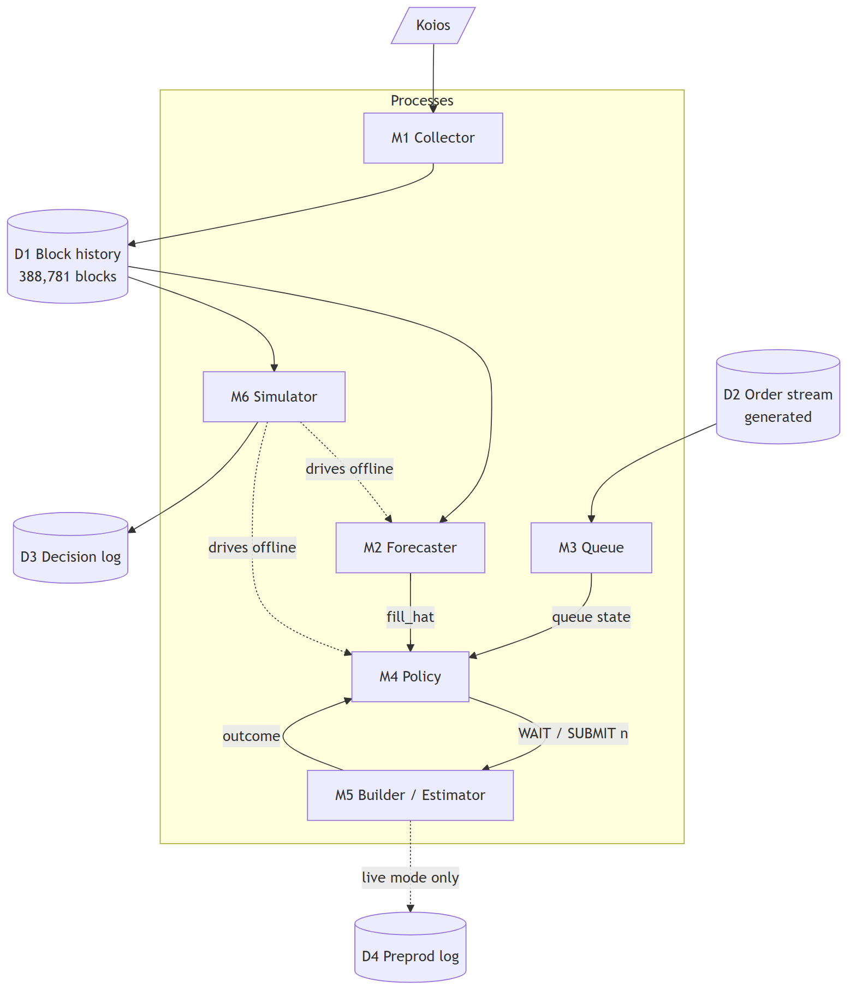 Koios
Processes
M1 Collector
D1 Block history
388,781 blocks
M6 Simulator
D2 Order stream
generated
drives offline
drives offline
M2 Forecaster
M3 Queue
D3 Decision log
fill_hat
queue state
M4 Policy
outcome
WAIT / SUBMIT n
M5 Builder / Estimator
live mode only
D4 Preprod log